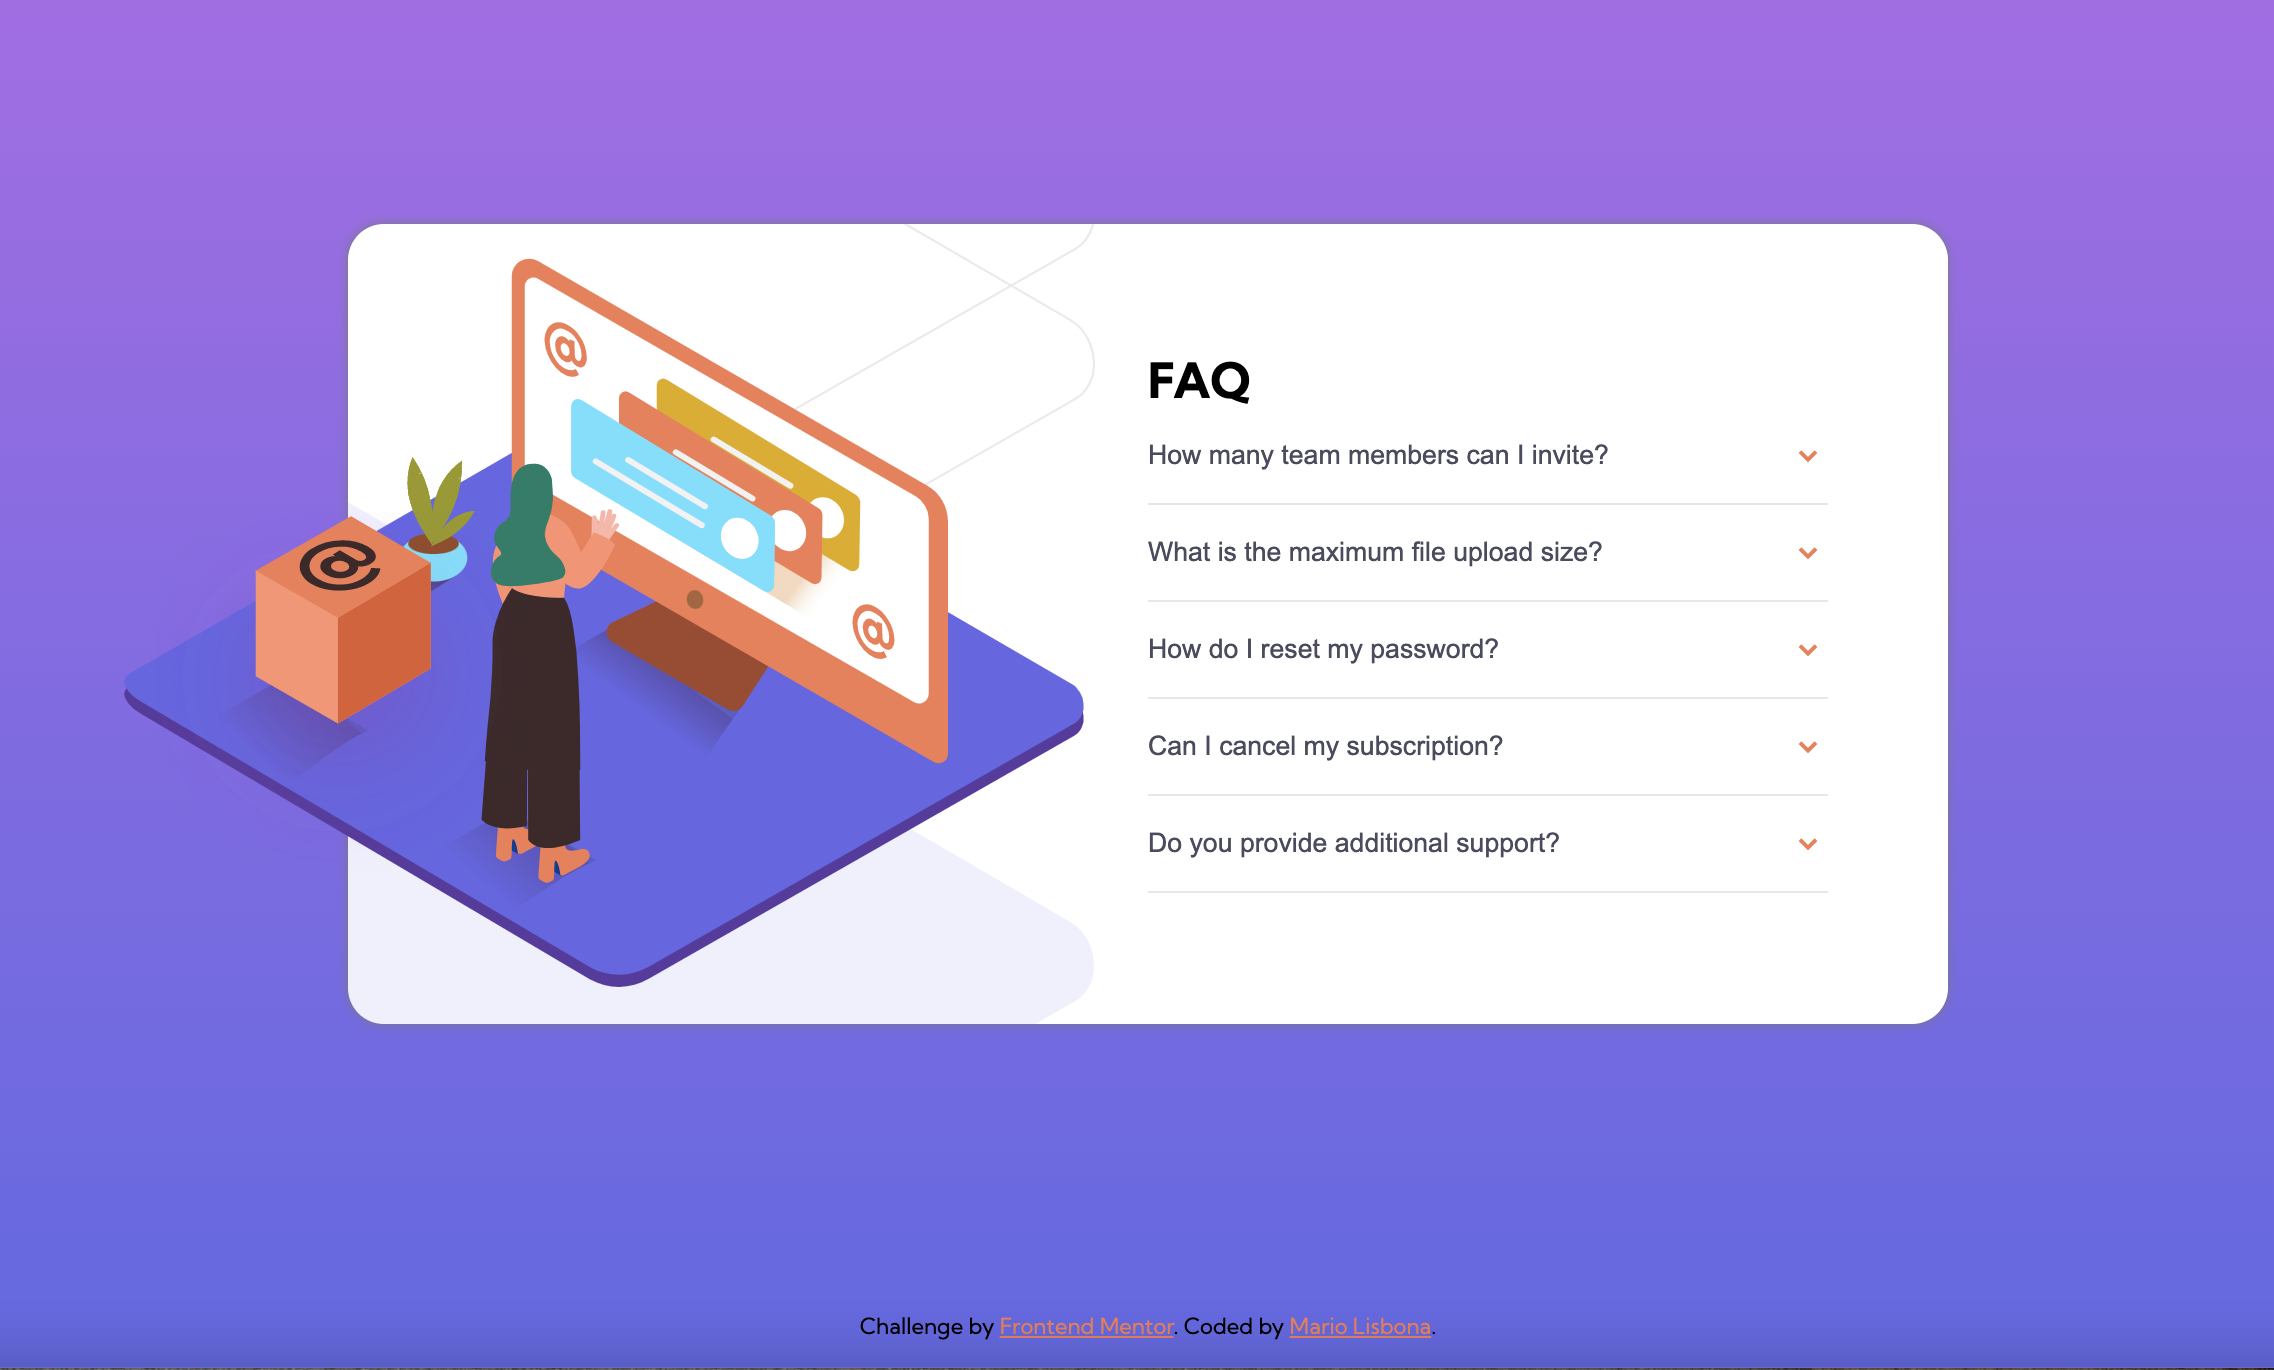 @
@
@
FAQ
How many team members can I invite?
What is the maximum file upload size?
How do I reset my password?
Can I cancel my subscription?
Do you provide additional support?
Challenge by Frontend Mentor. Coded by Mario Lisbona.